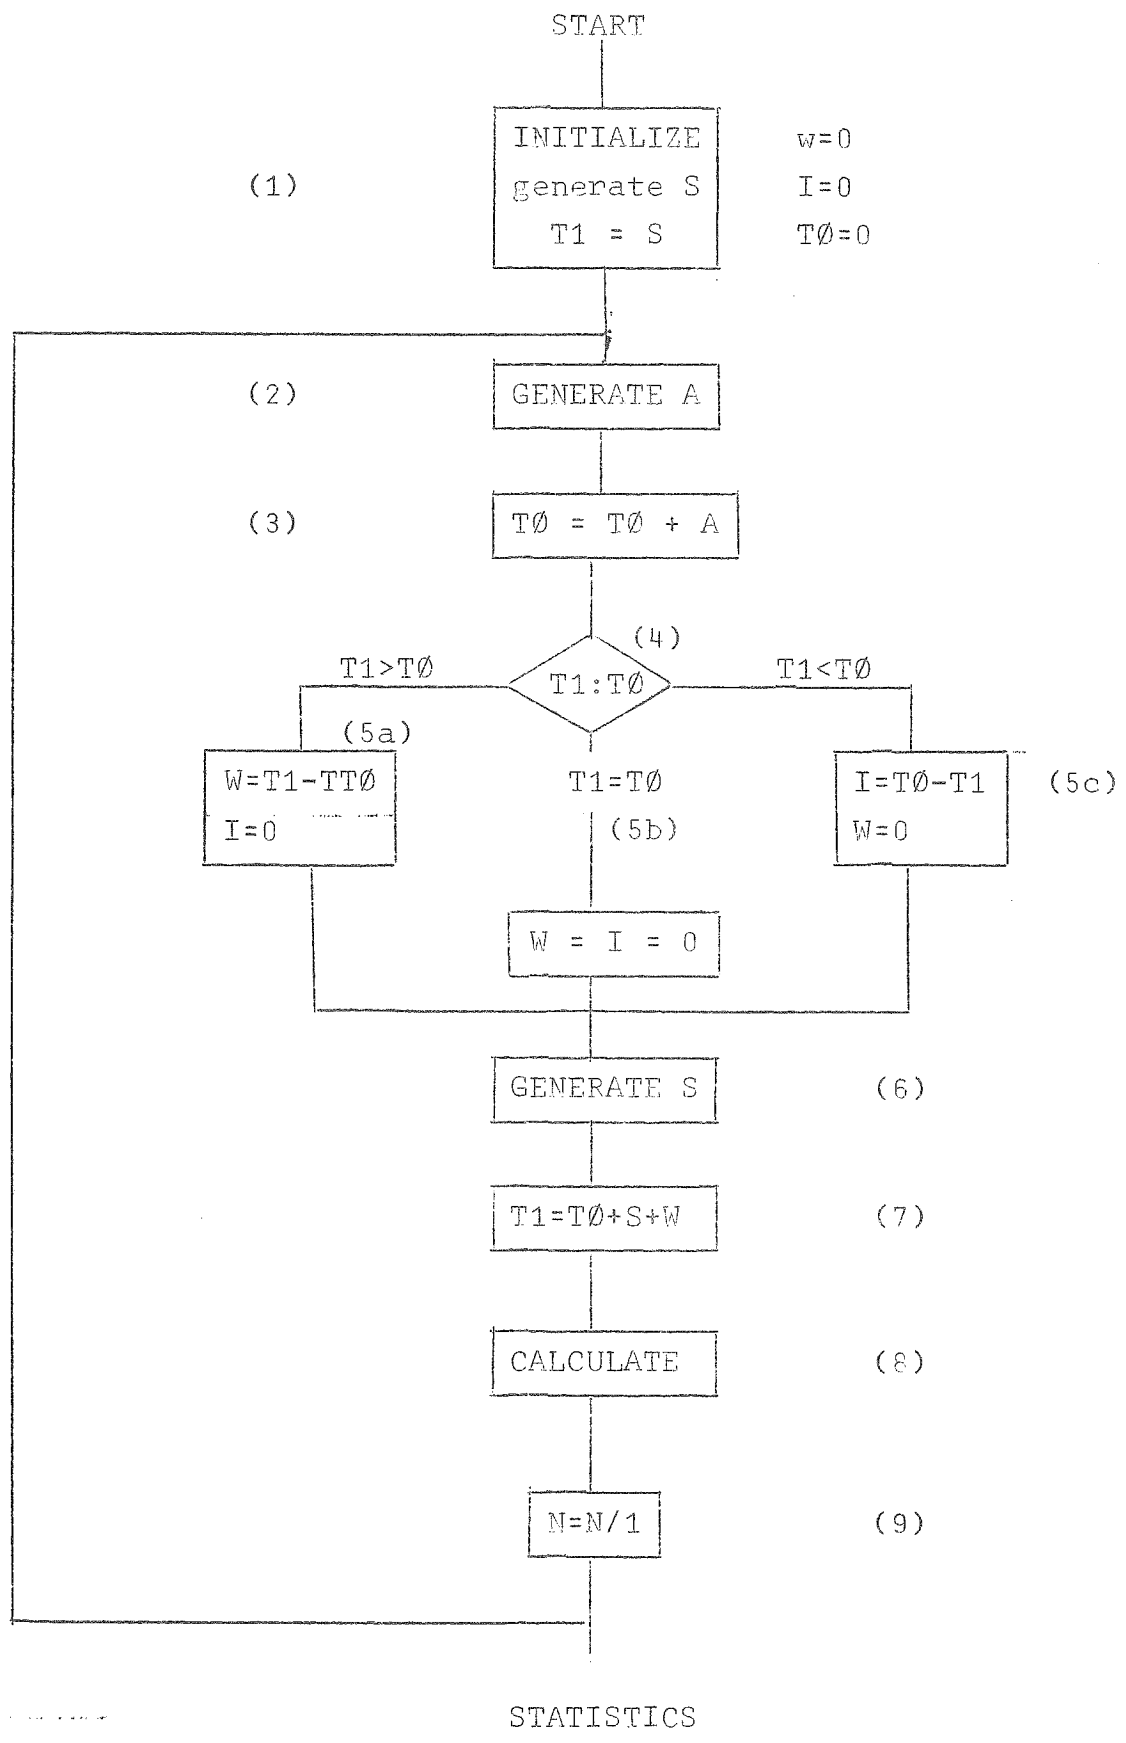 START
INITIALIZE
generate S
T1 = S
w=0
I=0
TØ=0
(1)
(2)
GENERATE A
(3)
TØ = TØ + A
(4)
T1:TØ
T1>TØ
T1<TØ
(5a)
W=T1-TTØ
I=0
T1=TØ
(5b)
I=TØ-T1
W=0
(5c)
W = I = 0
GENERATE S
(6)
T1=TØ+S+W
(7)
CALCULATE
(8)
N=N/1
(9)
STATISTICS